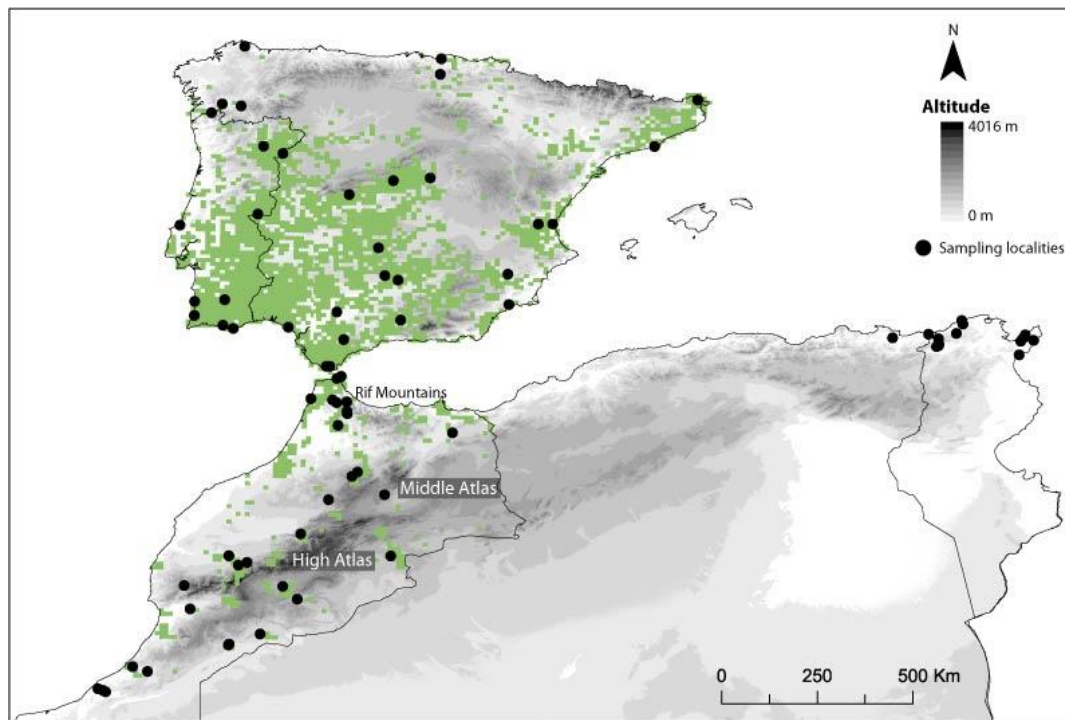 N
Altitude
4016 m
0 m
Sampling localities
Rif Mountains
Middle Atlas
High Atlas
0 250 500 Km